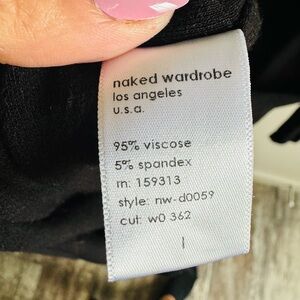 naked wardrobe
los angeles
u.s.a.
95% viscose
5% spandex
rn: 159313
style: nw-d0059
cut: w0 362
l